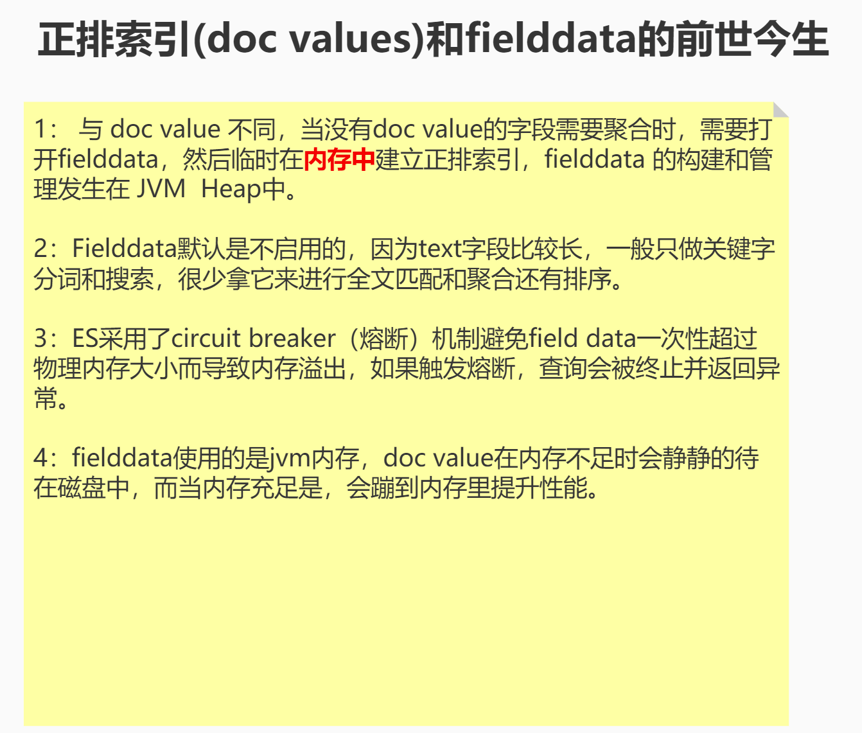 正排索引(doc values)和fielddata的前世今生
1： 与 doc value 不同，当没有doc value的字段需要聚合时，需要打
开fielddata，然后临时在内存中建立正排索引，fielddata 的构建和管
理发生在 JVM  Heap中。
2：Fielddata默认是不启用的，因为text字段比较长，一般只做关键字
分词和搜索，很少拿它来进行全文匹配和聚合还有排序。
3：ES采用了circuit breaker（熔断）机制避免field data一次性超过
物理内存大小而导致内存溢出，如果触发熔断，查询会被终止并返回异
常。
4：fielddata使用的是jvm内存，doc value在内存不足时会静静的待
在磁盘中，而当内存充足是，会蹦到内存里提升性能。